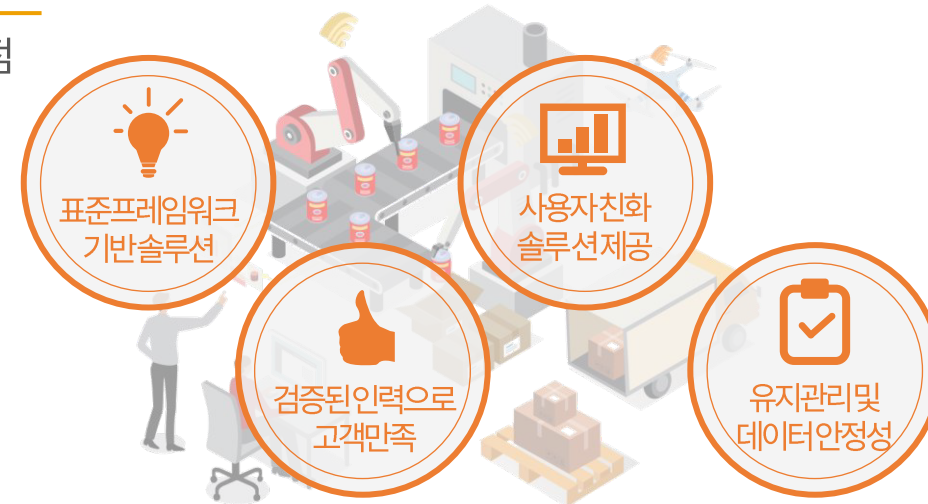 점
표준프레임워크
기반솔루션
사용자친화
솔루션제공
검증된인력으로
고객만족
유지관리및
데이터안정성